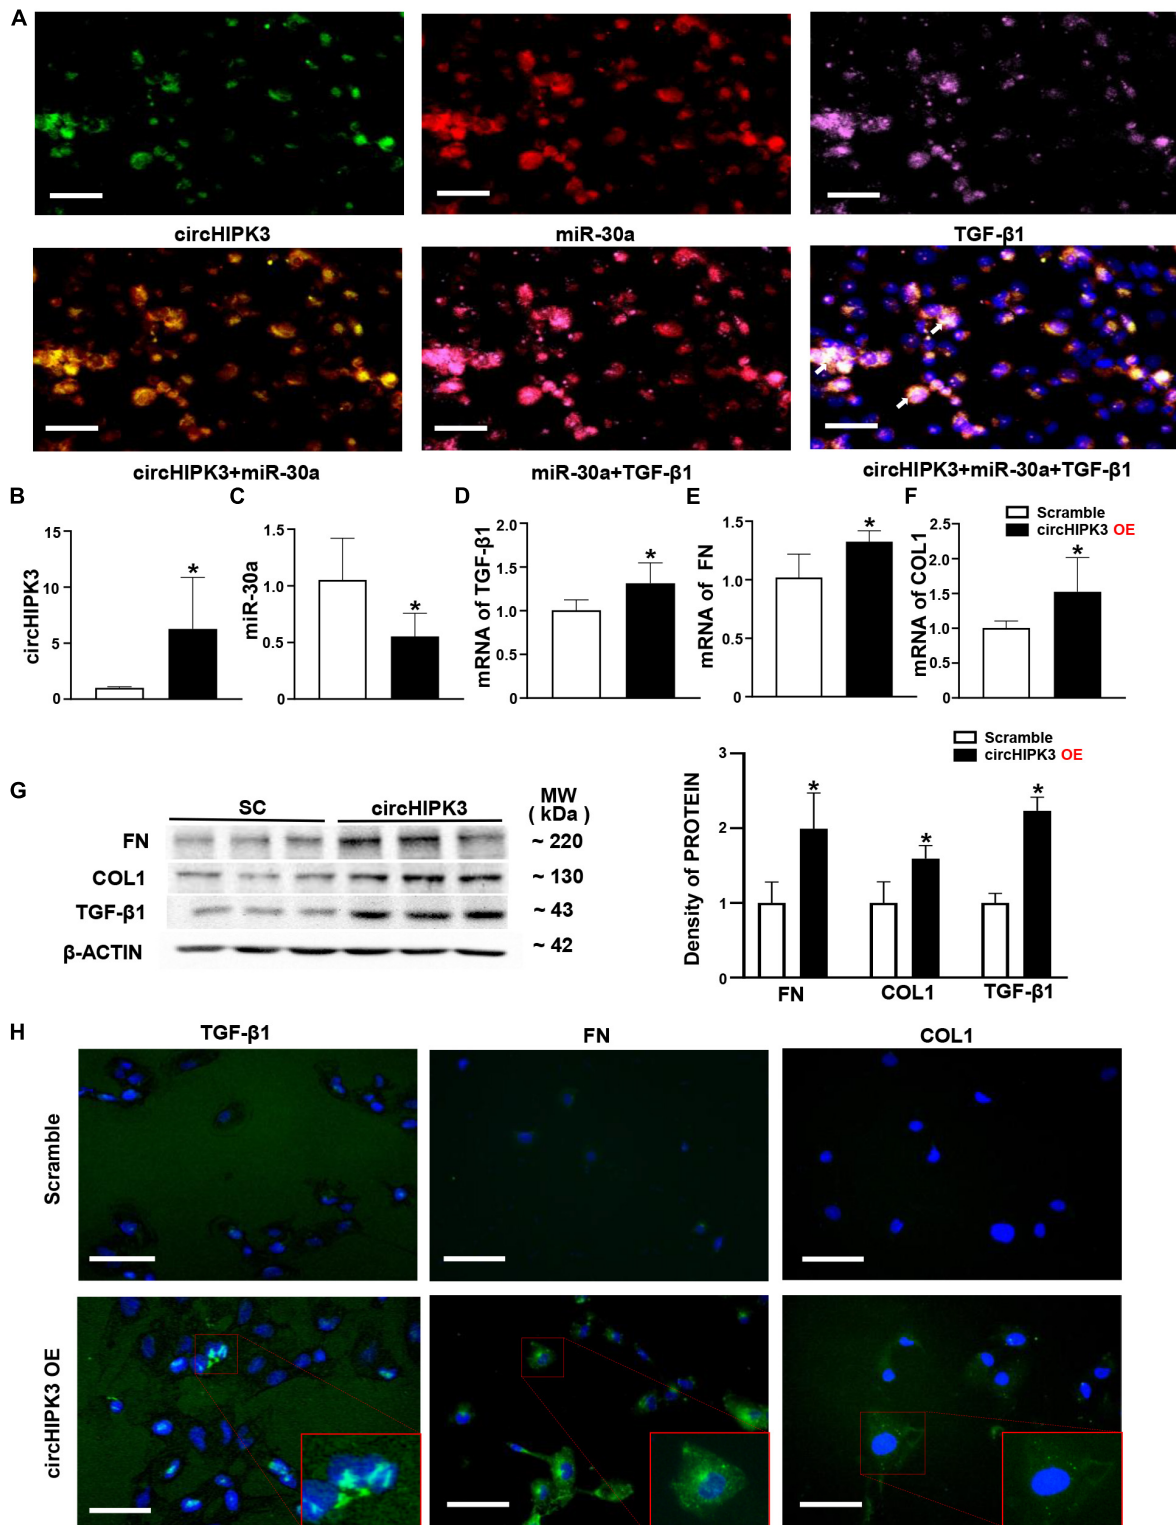 A
circHIPK3
miR-30a
TGF-β1
circHIPK3+miR-30a
miR-30a+TGF-β1
circHIPK3+miR-30a+TGF-β1
B
circHIPK3
15
10
5
0
*
C
miR-30a
1.5
1.0
0.5
0
*
D
mRNA of TGF-β1
2.0
1.5
1.0
0.5
0
*
E
mRNA of FN
1.5
1.0
0.5
0
*
F
Scramble
circHIPK3 OE
mRNA of COL1
2.5
2.0
1.5
1.0
0.5
0
*
G
SC
circHIPK3
MW
( kDa )
FN
~ 220
COL1
~ 130
TGF-β1
~ 43
β-ACTIN
~ 42
Scramble
circHIPK3 OE
Density of PROTEIN
3
2
1
0
*
*
*
FN
COL1
TGF-β1
H
TGF-β1
FN
COL1
Scramble
circHIPK3 OE